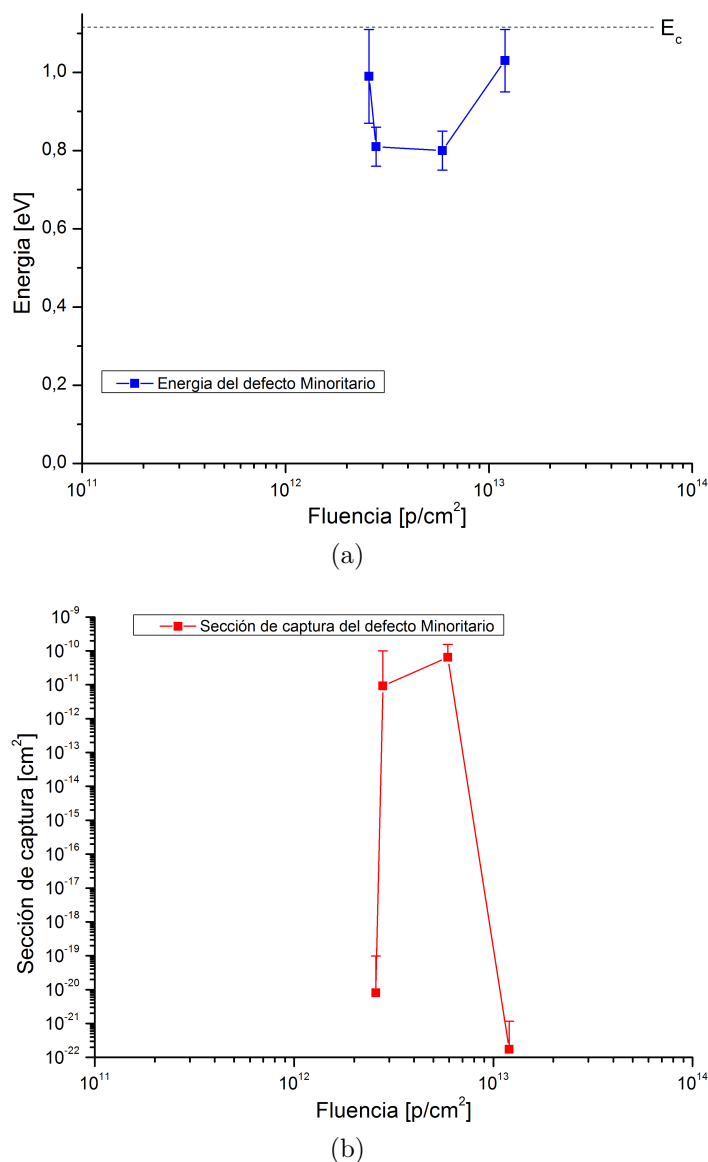 E_c
1,0
0,8
0,6
0,4
0,2
0,0
Energia [eV]
Energia del defecto Minoritario
10^11 10^12 10^13 10^14
Fluencia [p/cm^2]
(a)
10^-9
10^-10
10^-11
10^-12
10^-13
10^-14
10^-15
10^-16
10^-17
10^-18
10^-19
10^-20
10^-21
10^-22
Sección de captura [cm^2]
Sección de captura del defecto Minoritario
10^11 10^12 10^13 10^14
Fluencia [p/cm^2]
(b)